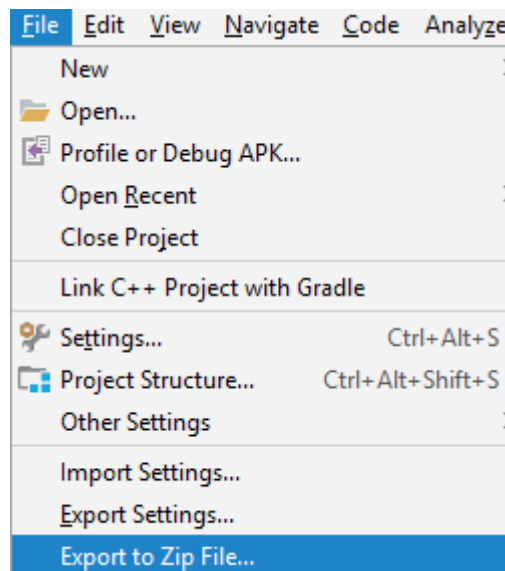 File Edit View Navigate Code Analyze
New
Open...
Profile or Debug APK...
Open Recent
Close Project
Link C++ Project with Gradle
Settings... Ctrl+Alt+S
Project Structure... Ctrl+Alt+Shift+S
Other Settings
Import Settings...
Export Settings...
Export to Zip File...